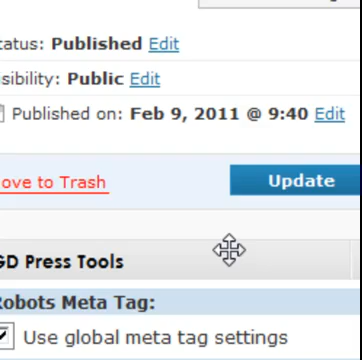 tatus: Published Edit
sibility: Public Edit
Published on: Feb 9, 2011 @ 9:40 Edit
ove to Trash
Update
GD Press Tools
Robots Meta Tag:
Use global meta tag settings